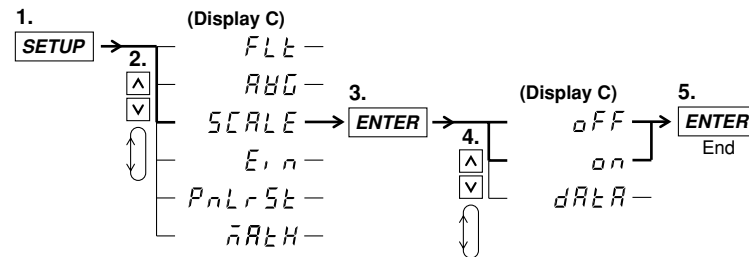 1.
SETUP
2.
(Display C)
FLt
AVG
SCALE
Ein
PnLrSt
MAtH
3.
ENTER
4.
(Display C)
oFF
on
dAtA
5.
ENTER
End